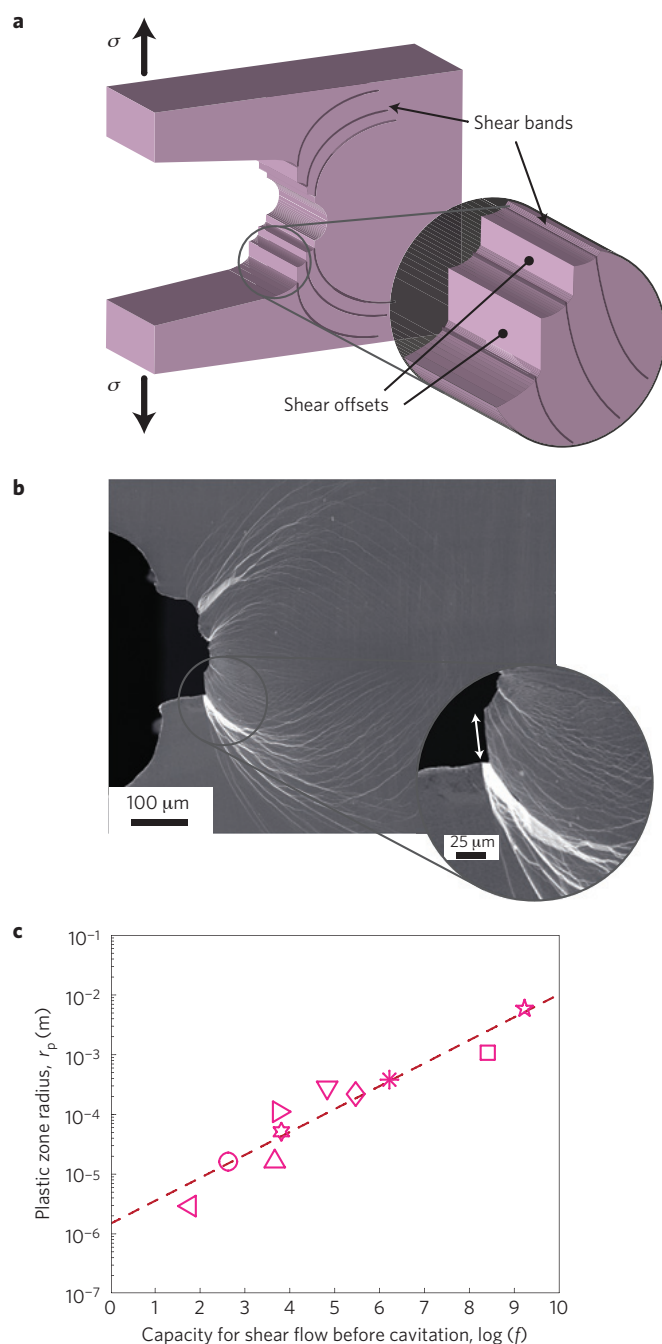 a
σ
Shear bands
σ
Shear offsets
b
100 μm
25 μm
c
10⁻¹
10⁻²
10⁻³
10⁻⁴
10⁻⁵
10⁻⁶
10⁻⁷
Plastic zone radius, rₚ (m)
0 1 2 3 4 5 6 7 8 9 10
Capacity for shear flow before cavitation, log (f)